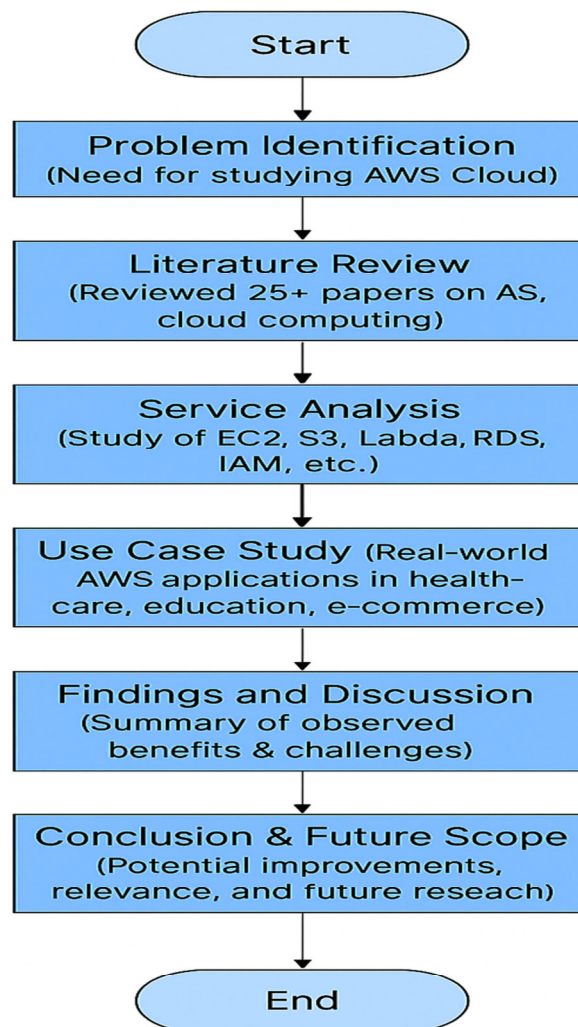 Start
Problem Identification
(Need for studying AWS Cloud)
Literature Review
(Reviewed 25+ papers on AS,
cloud computing)
Service Analysis
(Study of EC2, S3, Labda, RDS,
IAM, etc.)
Use Case Study (Real-world
AWS applications in health-
care, education, e-commerce)
Findings and Discussion
(Summary of observed
benefits & challenges)
Conclusion & Future Scope
(Potential improvements,
relevance, and future reseach)
End